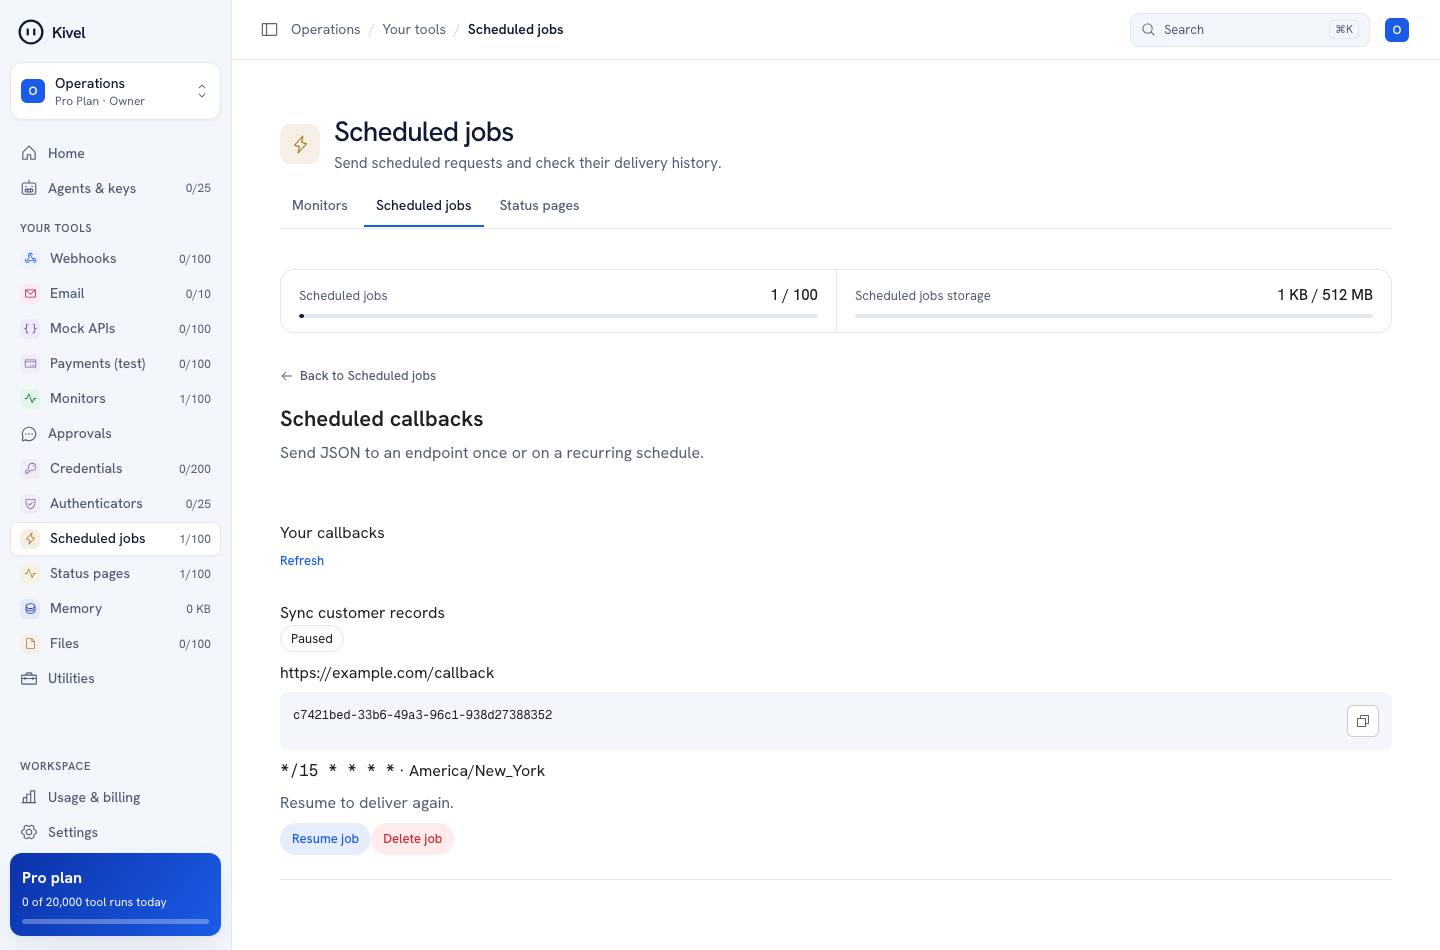 Kivel
Operations
Pro Plan · Owner
Home
Agents & keys 0/25
YOUR TOOLS
Webhooks 0/100
Email 0/10
Mock APIs 0/100
Payments (test) 0/100
Monitors 1/100
Approvals
Credentials 0/200
Authenticators 0/25
Scheduled jobs 1/100
Status pages 1/100
Memory 0 KB
Files 0/100
Utilities
WORKSPACE
Usage & billing
Settings
Pro plan
0 of 20,000 tool runs today
Operations / Your tools / Scheduled jobs
Search ⌘K
O
O
Scheduled jobs
Send scheduled requests and check their delivery history.
Monitors Scheduled jobs Status pages
Scheduled jobs 1 / 100
Scheduled jobs storage 1 KB / 512 MB
Back to Scheduled jobs
Scheduled callbacks
Send JSON to an endpoint once or on a recurring schedule.
Your callbacks
Refresh
Sync customer records
Paused
https://example.com/callback
c7421bed-33b6-49a3-96c1-938d27388352
*/15 * * * * · America/New_York
Resume to deliver again.
Resume job Delete job